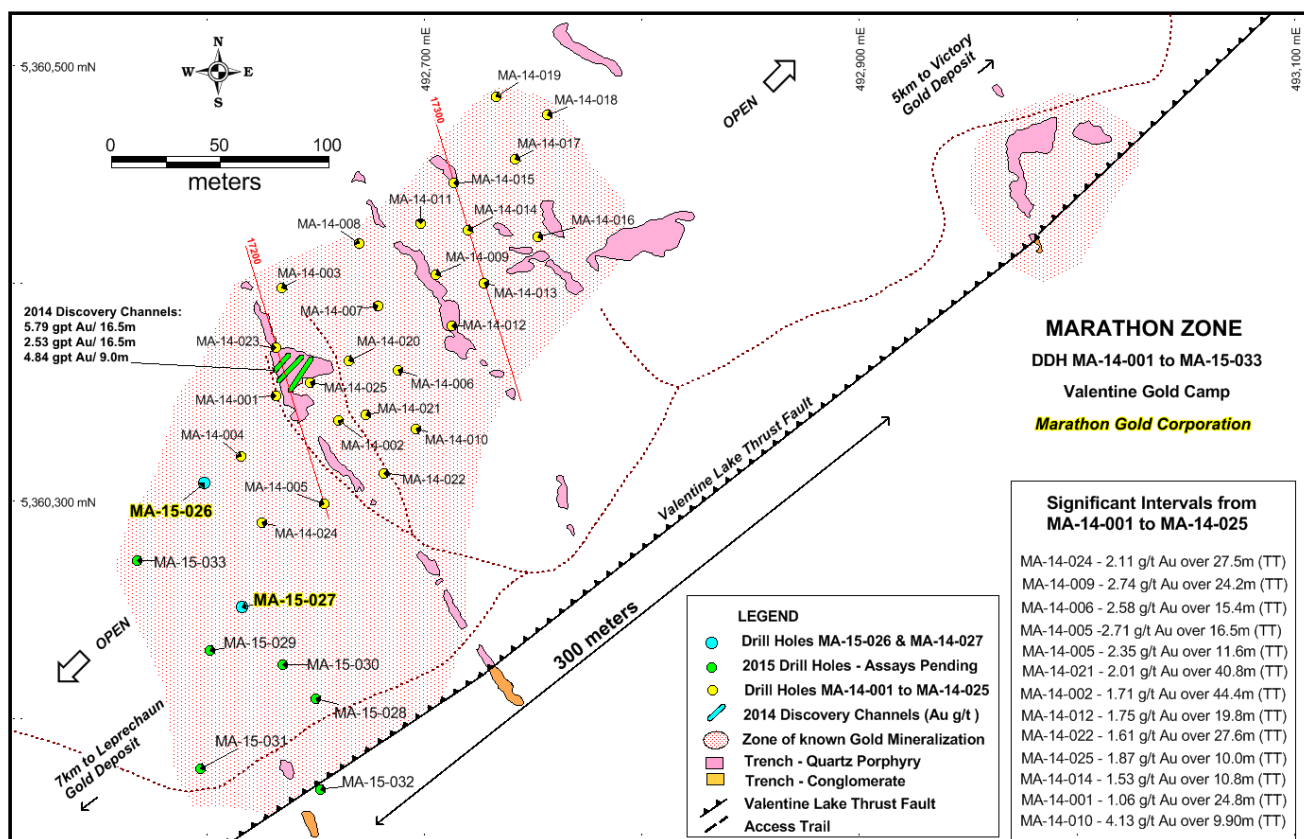 492,700 mE
492,900 mE
493,100 mE
5,360,500 mN
N
W E
S
0 50 100
meters
MA-14-019
MA-14-018
17300
MA-14-017
MA-14-015
MA-14-011
MA-14-014
MA-14-016
MA-14-008
OPEN
5km to Victory
Gold Deposit
17200
MA-14-003
MA-14-009
MA-14-013
MA-14-007
MA-14-012
2014 Discovery Channels:
5.79 gpt Au/ 16.5m
2.53 gpt Au/ 16.5m
4.84 gpt Au/ 9.0m
MA-14-023
MA-14-020
MA-14-006
MA-14-025
MA-14-001
MA-14-021
MA-14-002
MA-14-010
MA-14-004
MA-14-022
MA-14-005
5,360,300 mN
MA-15-026
MA-14-024
MA-15-033
MA-15-027
OPEN
MA-15-029
MA-15-030
MA-15-028
7km to Leprechaun
Gold Deposit
MA-15-031
MA-15-032
Valentine Lake Thrust Fault
300 meters
MARATHON ZONE
DDH MA-14-001 to MA-15-033
Valentine Gold Camp
Marathon Gold Corporation
LEGEND
Drill Holes MA-15-026 & MA-14-027
2015 Drill Holes - Assays Pending
Drill Holes MA-14-001 to MA-14-025
2014 Discovery Channels (Au g/t )
Zone of known Gold Mineralization
Trench - Quartz Porphyry
Trench - Conglomerate
Valentine Lake Thrust Fault
Access Trail
Significant Intervals from
MA-14-001 to MA-14-025
MA-14-024 - 2.11 g/t Au over 27.5m (TT)
MA-14-009 - 2.74 g/t Au over 24.2m (TT)
MA-14-006 - 2.58 g/t Au over 15.4m (TT)
MA-14-005 -2.71 g/t Au over 16.5m (TT)
MA-14-005 - 2.35 g/t Au over 11.6m (TT)
MA-14-021 - 2.01 g/t Au over 40.8m (TT)
MA-14-002 - 1.71 g/t Au over 44.4m (TT)
MA-14-012 - 1.75 g/t Au over 19.8m (TT)
MA-14-022 - 1.61 g/t Au over 27.6m (TT)
MA-14-025 - 1.87 g/t Au over 10.0m (TT)
MA-14-014 - 1.53 g/t Au over 10.8m (TT)
MA-14-001 - 1.06 g/t Au over 24.8m (TT)
MA-14-010 - 4.13 g/t Au over 9.90m (TT)